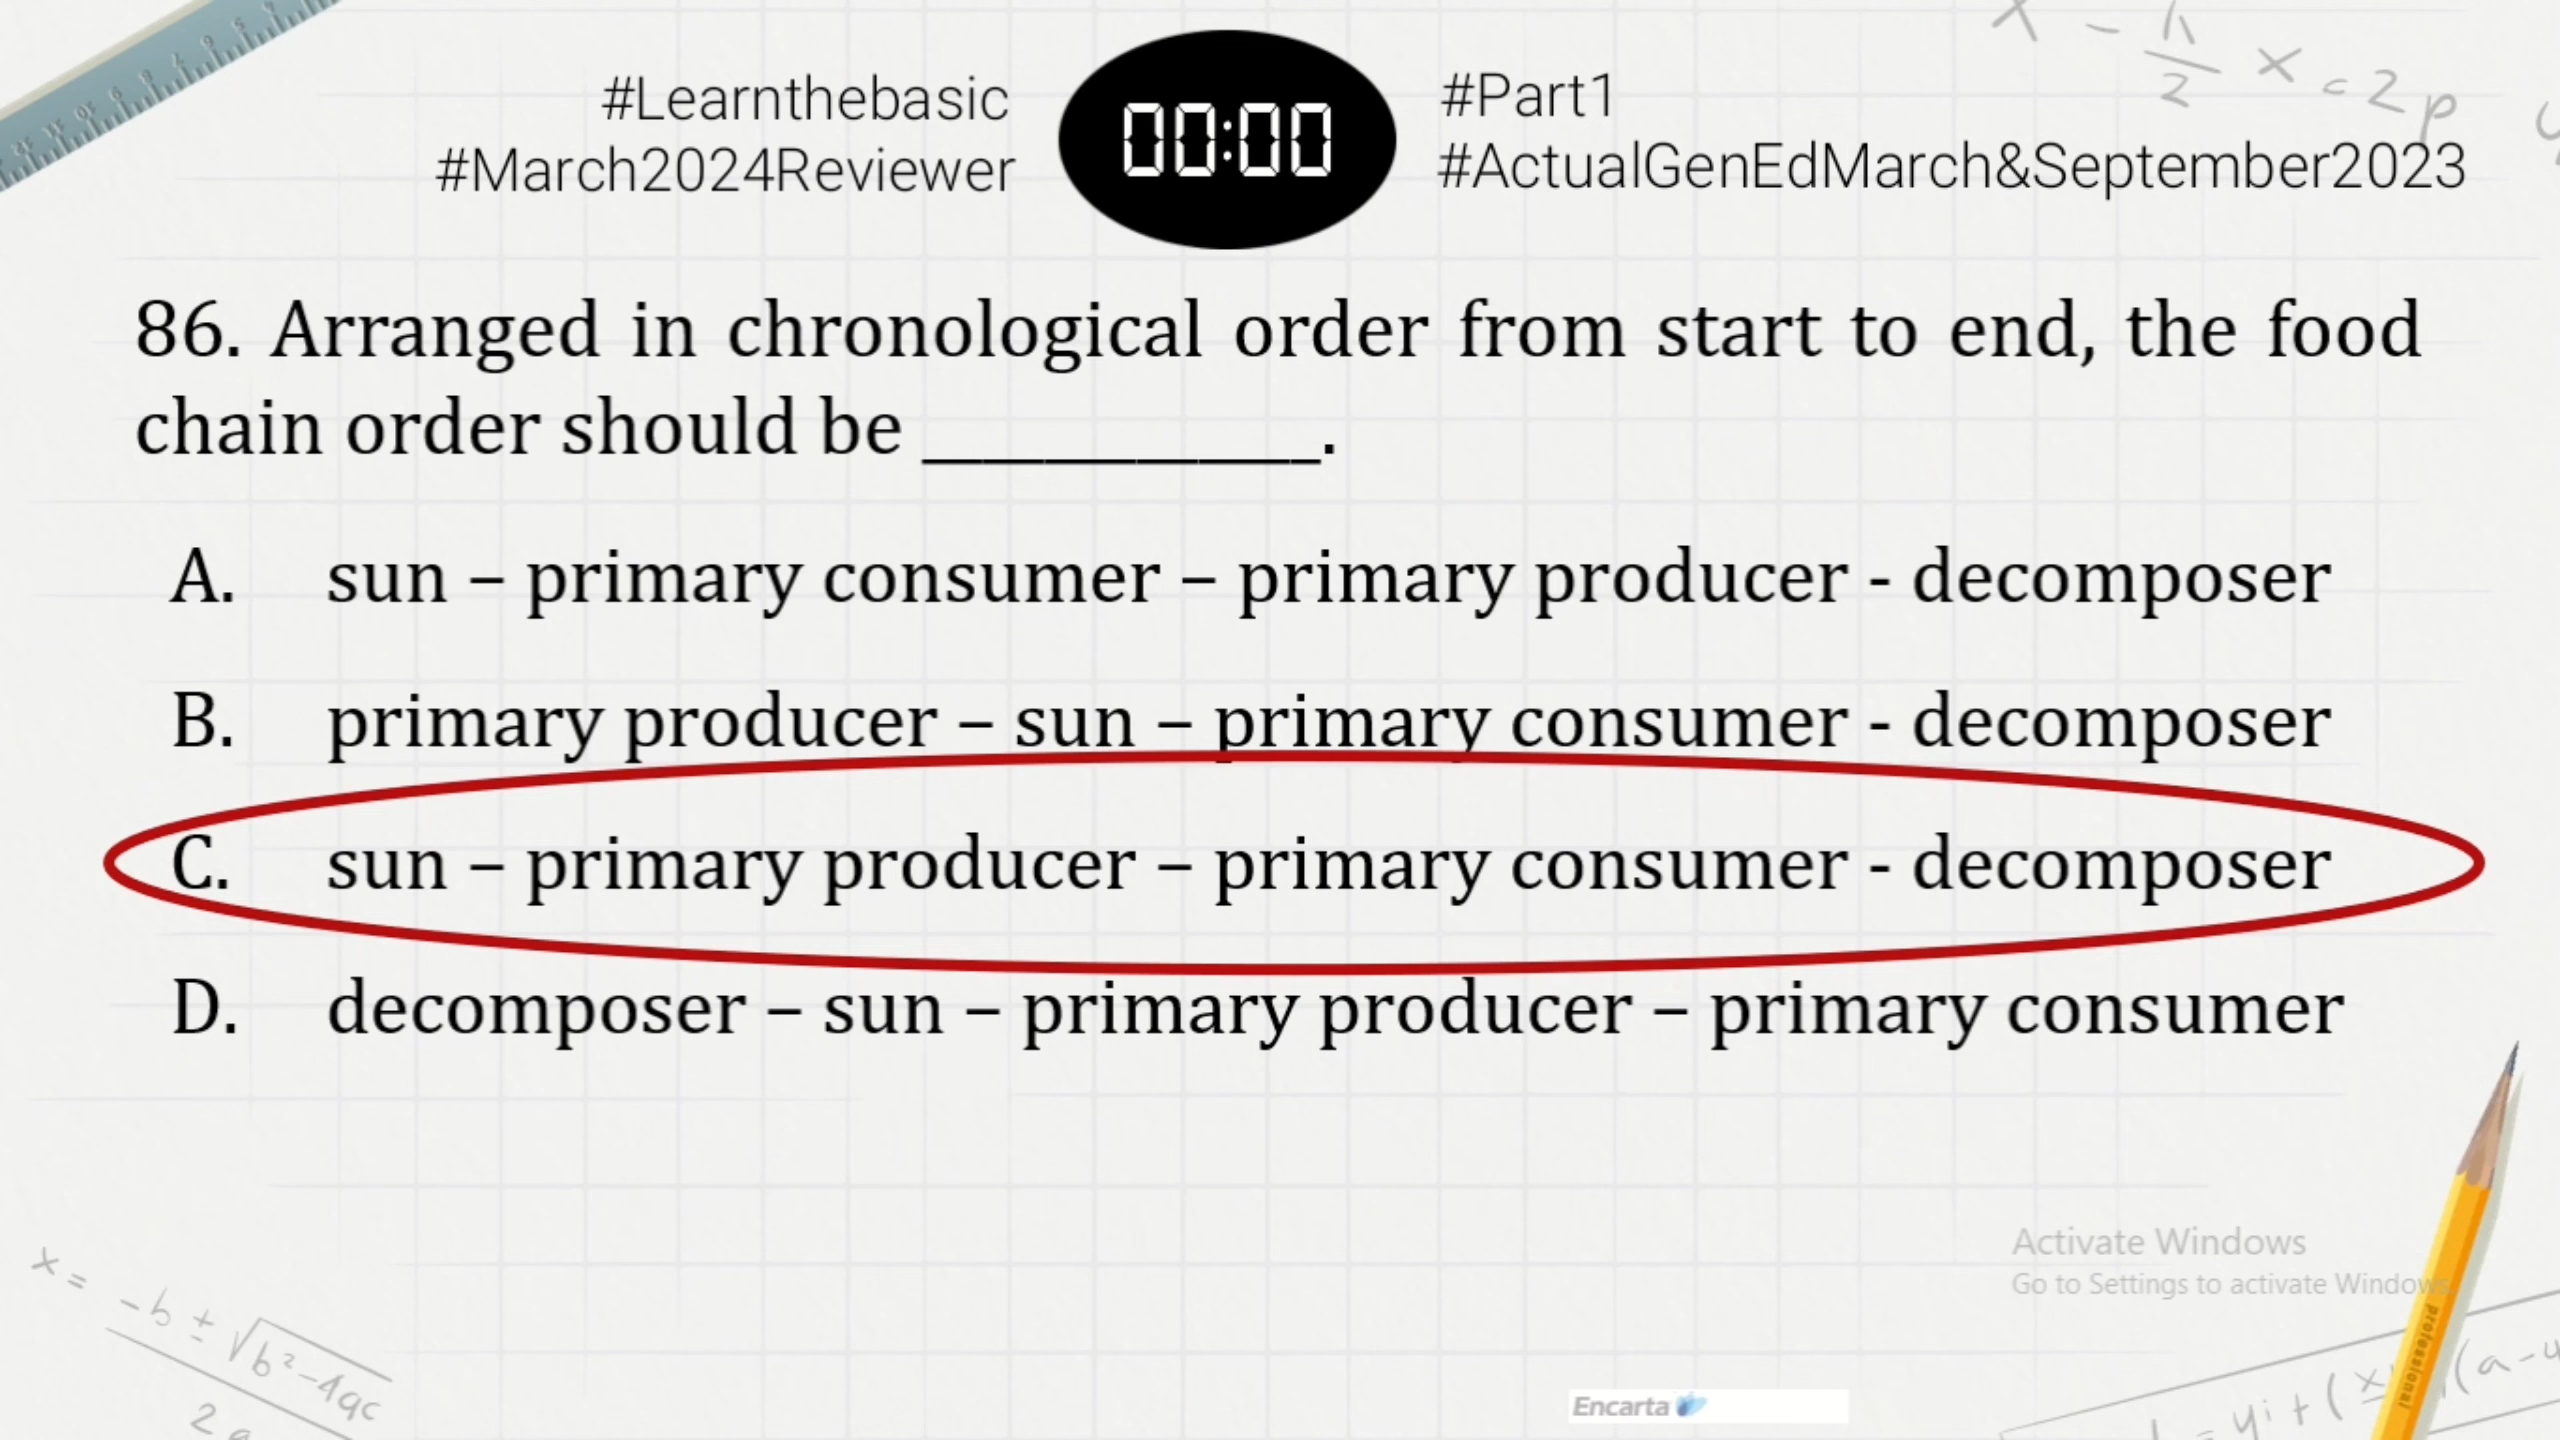 #Learnthebasic
#March2024Reviewer
00:00
#Part1
#ActualGenEdMarch&September2023
86. Arranged in chronological order from start to end, the food
chain order should be ____________.
A. sun – primary consumer – primary producer - decomposer
B. primary producer – sun – primary consumer - decomposer
C. sun – primary producer – primary consumer - decomposer
D. decomposer – sun – primary producer – primary consumer
Activate Windows
Go to Settings to activate Windows.
professional
Encarta